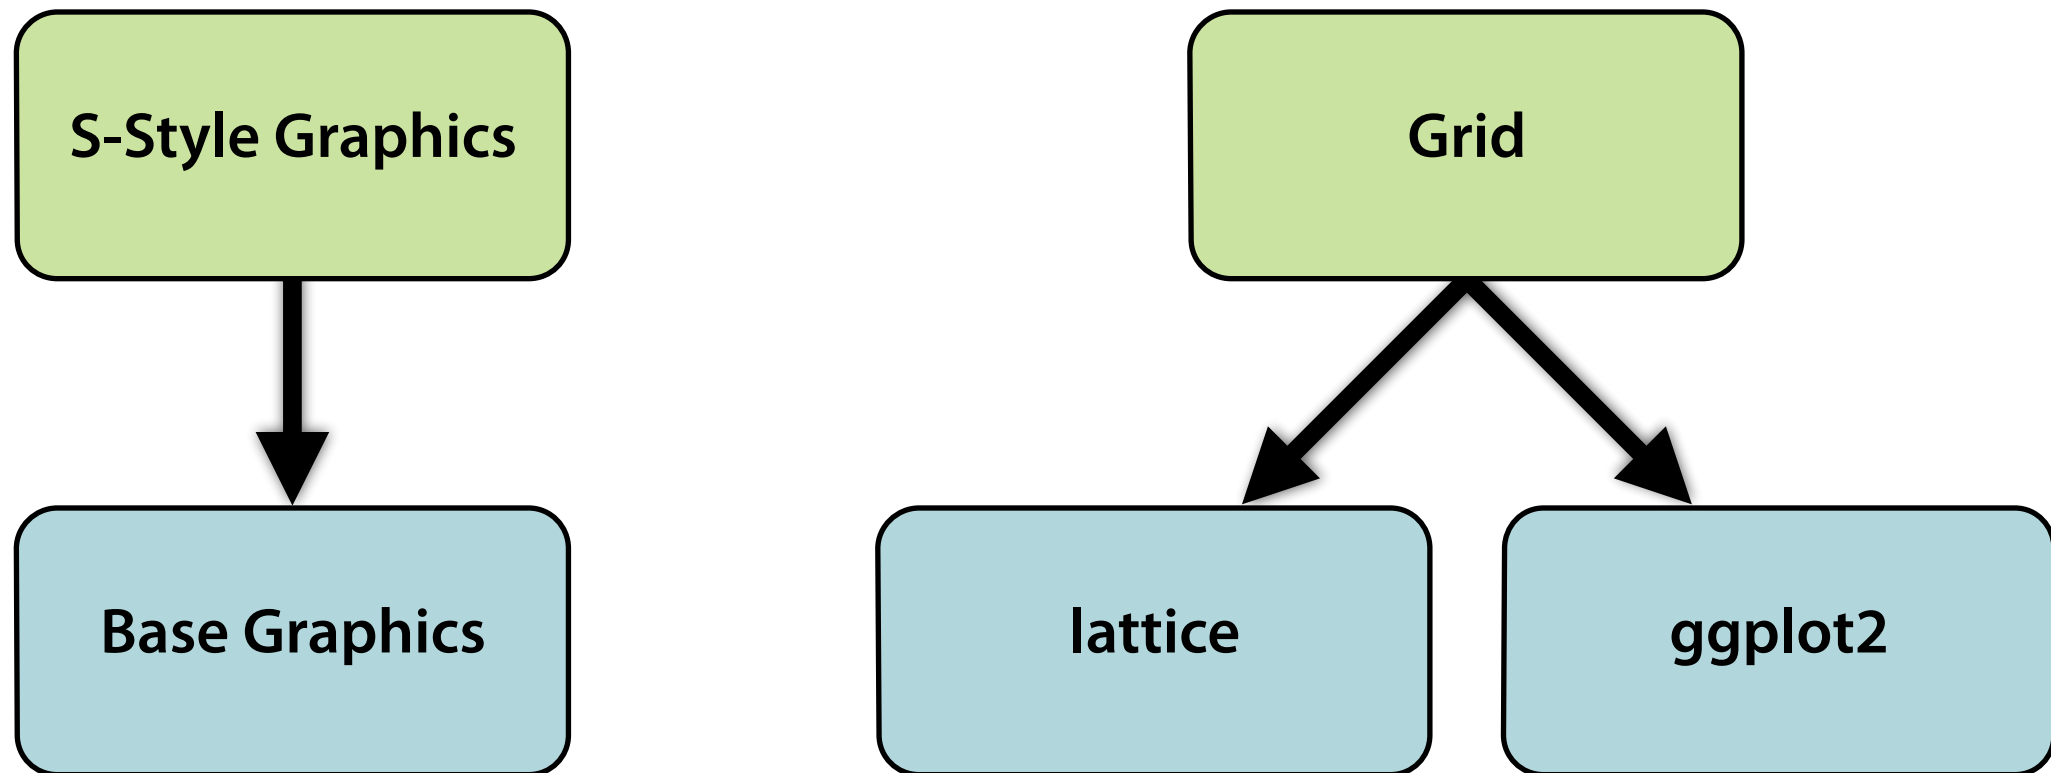 S-Style Graphics
Grid
Base Graphics
lattice
ggplot2